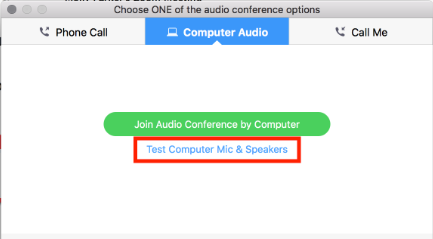 Choose ONE of the audio conference options
Phone Call
Computer Audio
Call Me
Join Audio Conference by Computer
Test Computer Mic & Speakers